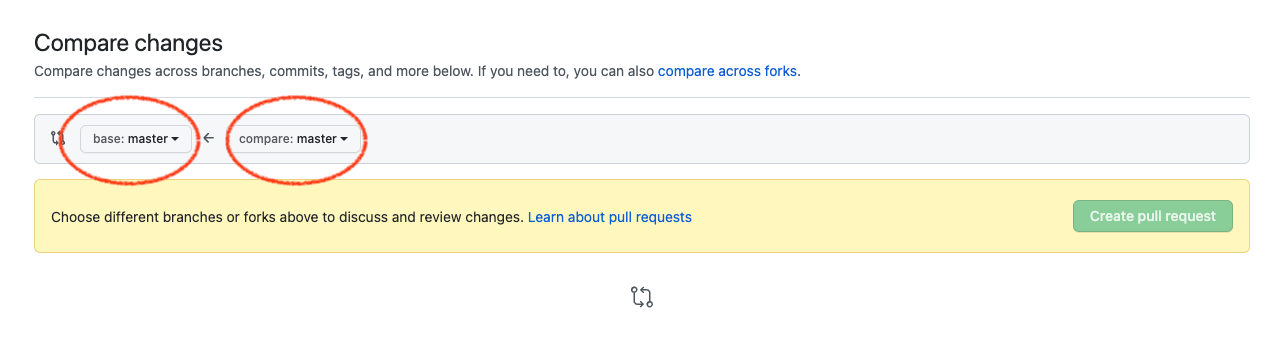 Compare changes
Compare changes across branches, commits, tags, and more below. If you need to, you can also compare across forks.
base: master compare: master
Choose different branches or forks above to discuss and review changes. Learn about pull requests
Create pull request